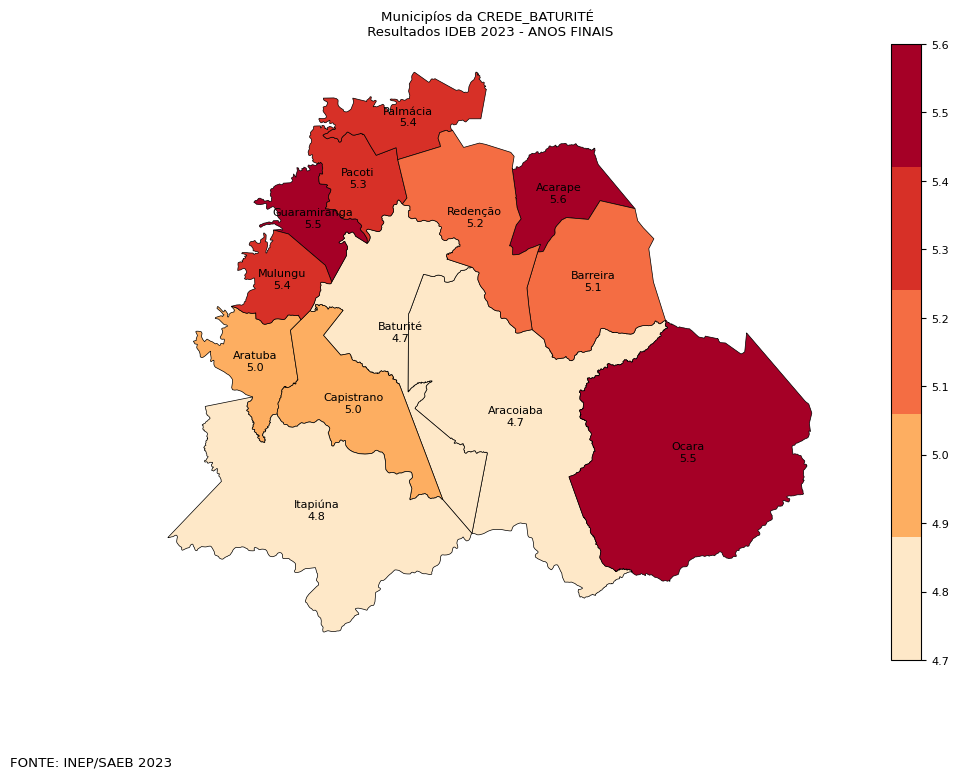 Municipíos da CREDE_BATURITÉ
Resultados IDEB 2023 - ANOS FINAIS
Palmácia
5.4
Pacoti
5.3
Acarape
5.6
Guaramiranga
5.5
Redenção
5.2
Mulungu
5.4
Barreira
5.1
Baturité
4.7
Aratuba
5.0
Capistrano
5.0
Aracoiaba
4.7
Ocara
5.5
Itapiúna
4.8
5.6
5.5
5.4
5.3
5.2
5.1
5.0
4.9
4.8
4.7
FONTE: INEP/SAEB 2023